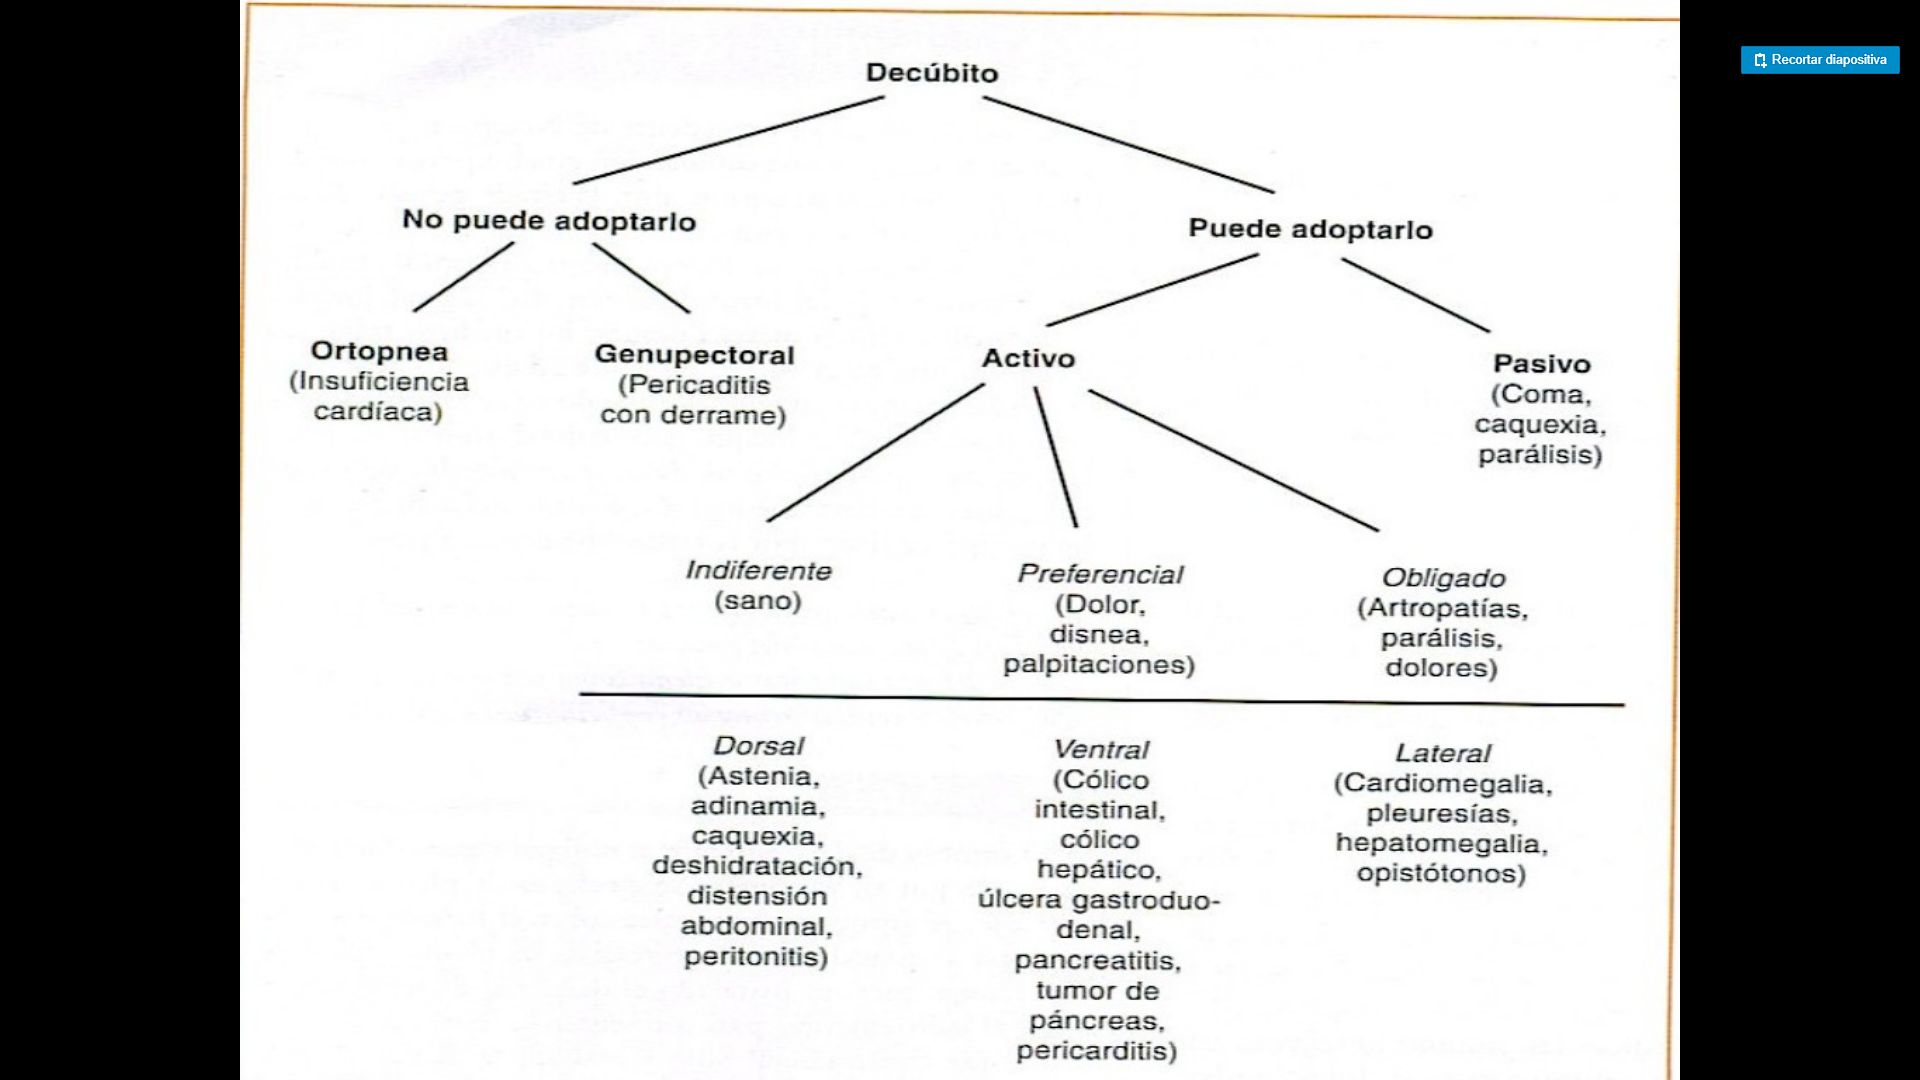 Recortar diapositiva
Decúbito
No puede adoptarlo
Puede adoptarlo
Ortopnea
(Insuficiencia
cardíaca)
Genupectoral
(Pericaditis
con derrame)
Activo
Pasivo
(Coma,
caquexia,
parálisis)
Indiferente
(sano)
Preferencial
(Dolor,
disnea,
palpitaciones)
Obligado
(Artropatías,
parálisis,
dolores)
Dorsal
(Astenia,
adinamia,
caquexia,
deshidratación,
distensión
abdominal,
peritonitis)
Ventral
(Cólico
intestinal,
cólico
hepático,
úlcera gastroduo-
denal,
pancreatitis,
tumor de
páncreas,
pericarditis)
Lateral
(Cardiomegalia,
pleuresías,
hepatomegalia,
opistótonos)